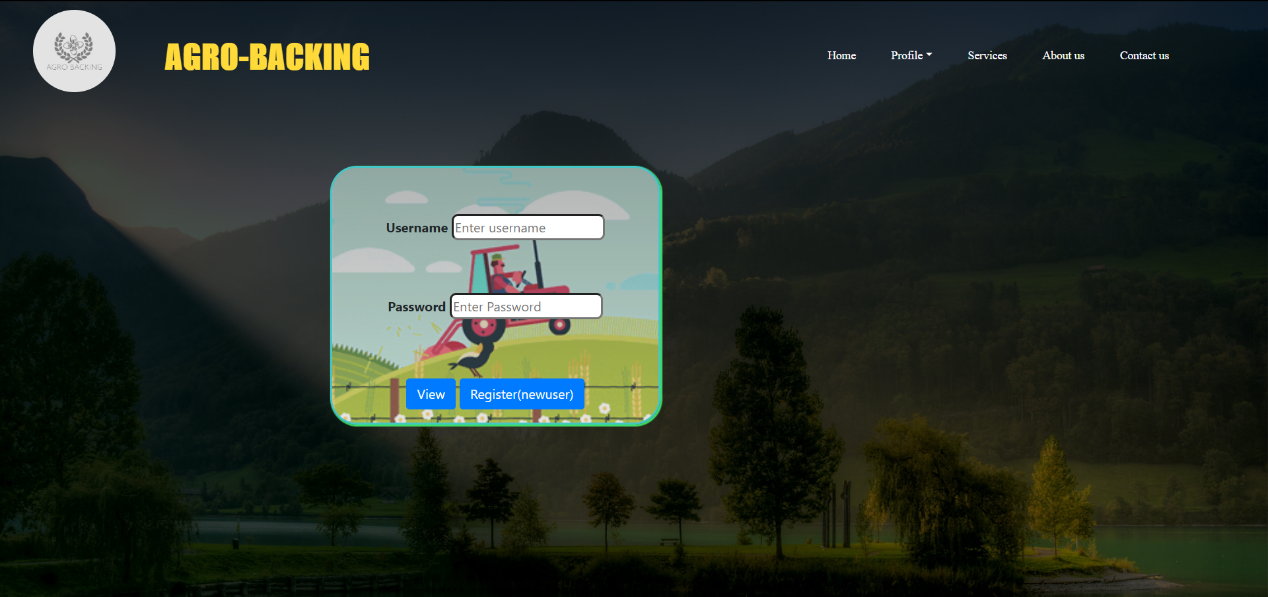 AGRO-BACKING
AGRO-BACKING
Home Profile Services About us Contact us
Username Enter username
Password Enter Password
View Register(newuser)